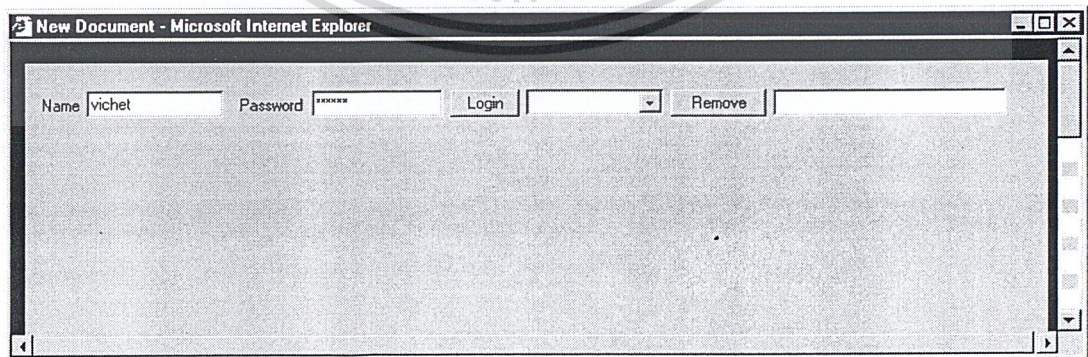 New Document - Microsoft Internet Explorer
Name vichet Password ****** Login Remove